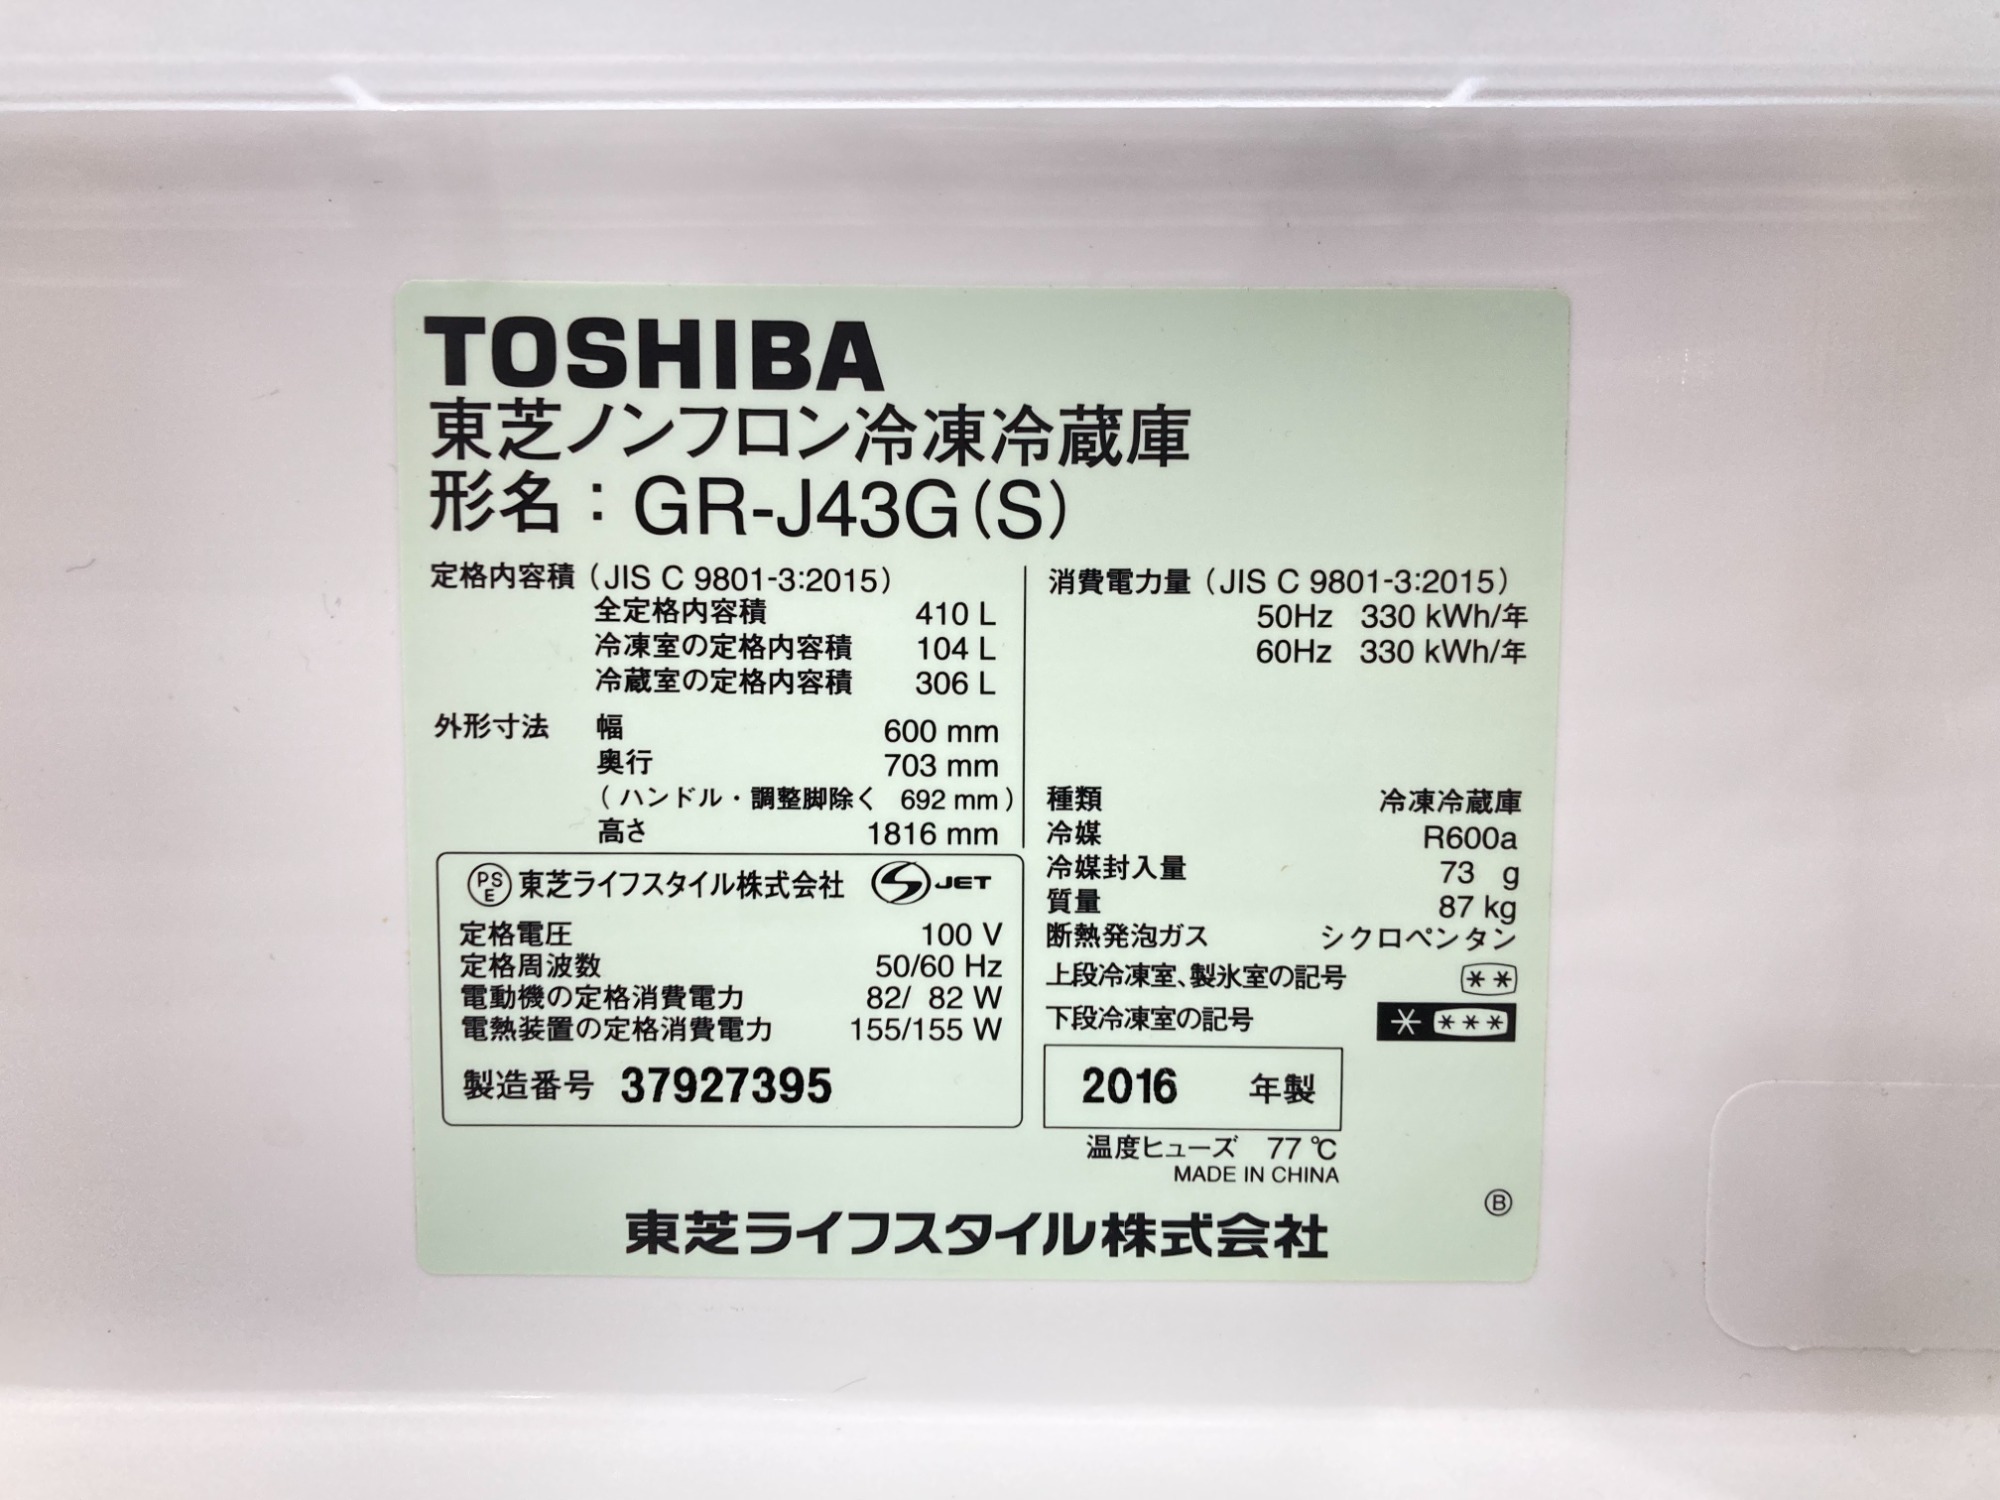 TOSHIBA
東芝ノンフロン冷凍冷蔵庫
形名：GR-J43G(S)
定格内容積（JIS C 9801-3:2015）
全定格内容積 410 L
冷凍室の定格内容積 104 L
冷蔵室の定格内容積 306 L
外形寸法 幅 600 mm
奥行 703 mm
（ハンドル・調整脚除く 692 mm）
高さ 1816 mm
PSE 東芝ライフスタイル株式会社 S JET
定格電圧 100 V
定格周波数 50/60 Hz
電動機の定格消費電力 82/ 82 W
電熱装置の定格消費電力 155/155 W
製造番号 37927395
消費電力量（JIS C 9801-3:2015）
50Hz 330 kWh/年
60Hz 330 kWh/年
種類 冷凍冷蔵庫
冷媒 R600a
冷媒封入量 73 g
質量 87 kg
断熱発泡ガス シクロペンタン
上段冷凍室、製氷室の記号 ＊＊
下段冷凍室の記号 ＊ ＊＊＊
2016 年製
温度ヒューズ 77 ℃
MADE IN CHINA
Ⓑ
東芝ライフスタイル株式会社